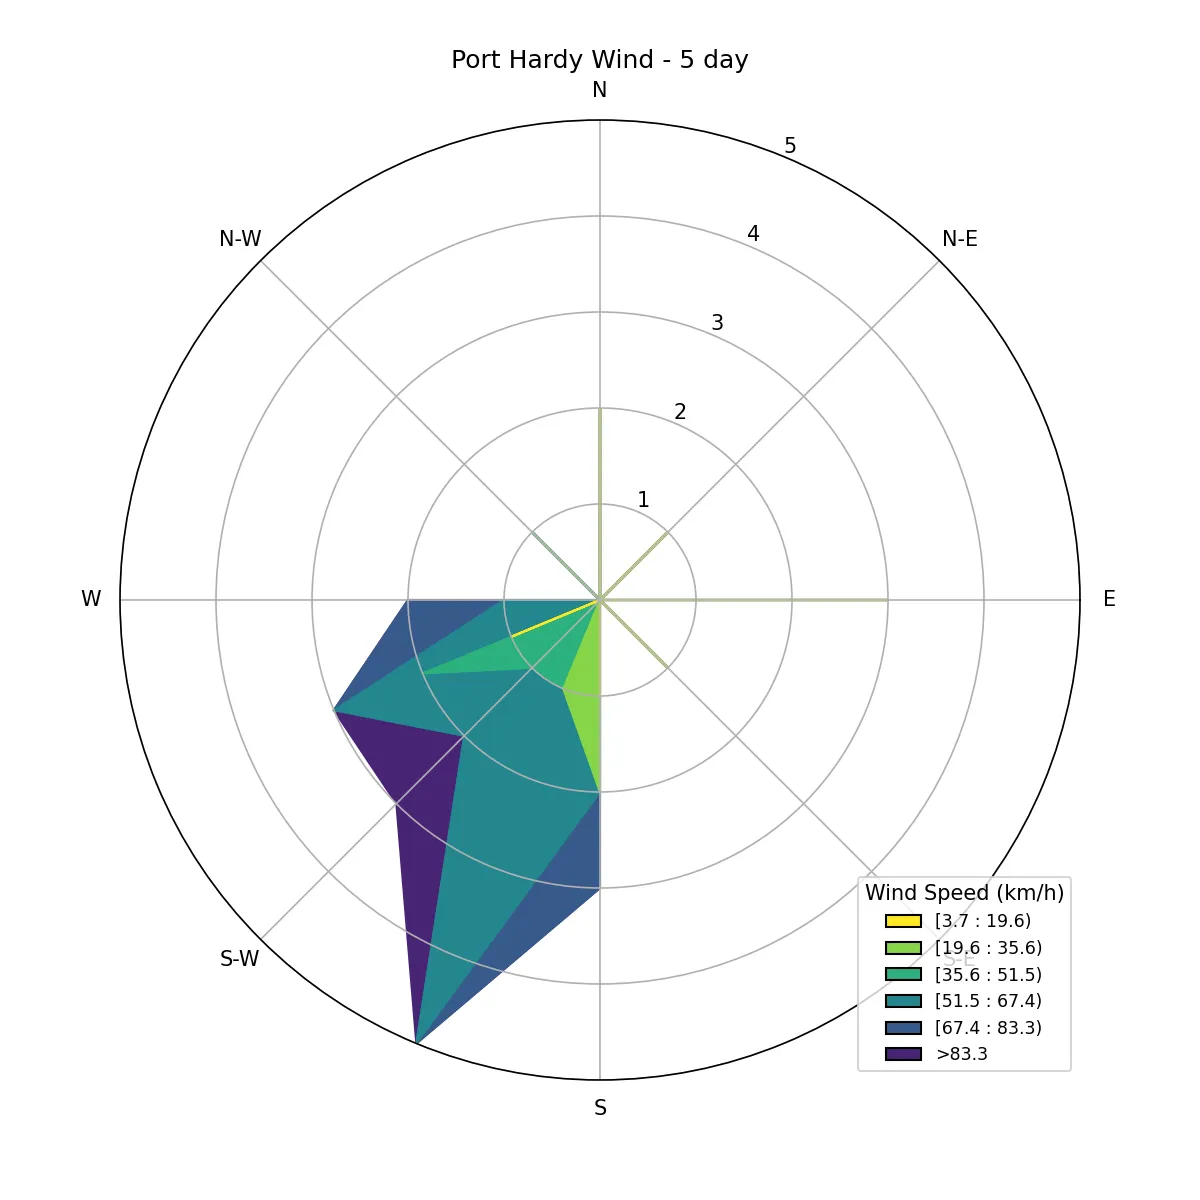 Port Hardy Wind - 5 day
N
5
N-W
4
N-E
3
2
1
W
E
Wind Speed (km/h)
[3.7 : 19.6)
[19.6 : 35.6)
S-W
S-E
[35.6 : 51.5)
[51.5 : 67.4)
[67.4 : 83.3)
>83.3
S